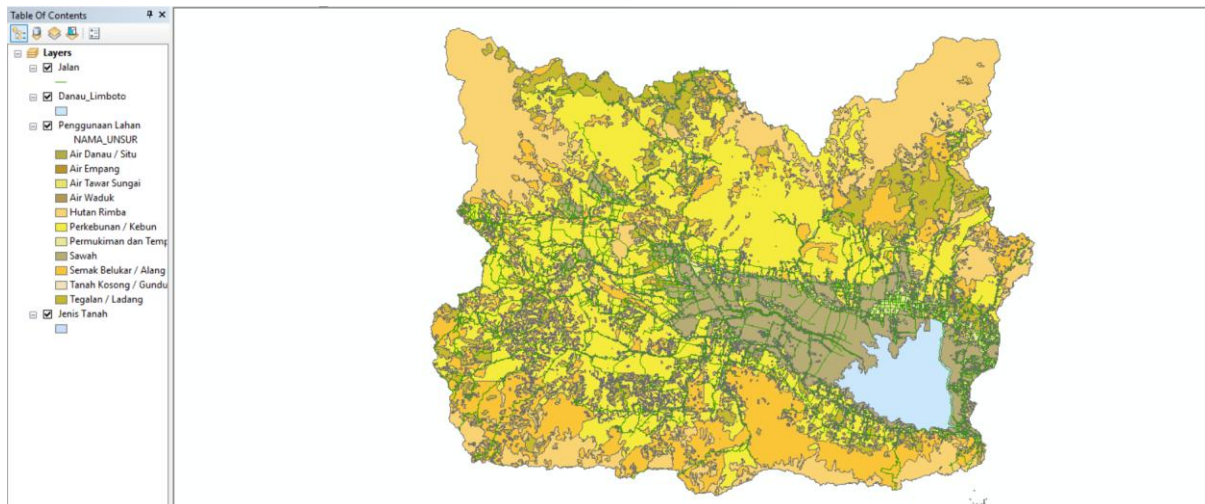 Table Of Contents
Layers
Jalan
Danau_Limboto
Penggunaan Lahan
NAMA_UNSUR
Air Danau / Situ
Air Empang
Air Tawar Sungai
Air Waduk
Hutan Rimba
Perkebunan / Kebun
Permukiman dan Temp
Sawah
Semak Belukar / Alang
Tanah Kosong / Gundu
Tegalan / Ladang
Jenis Tanah